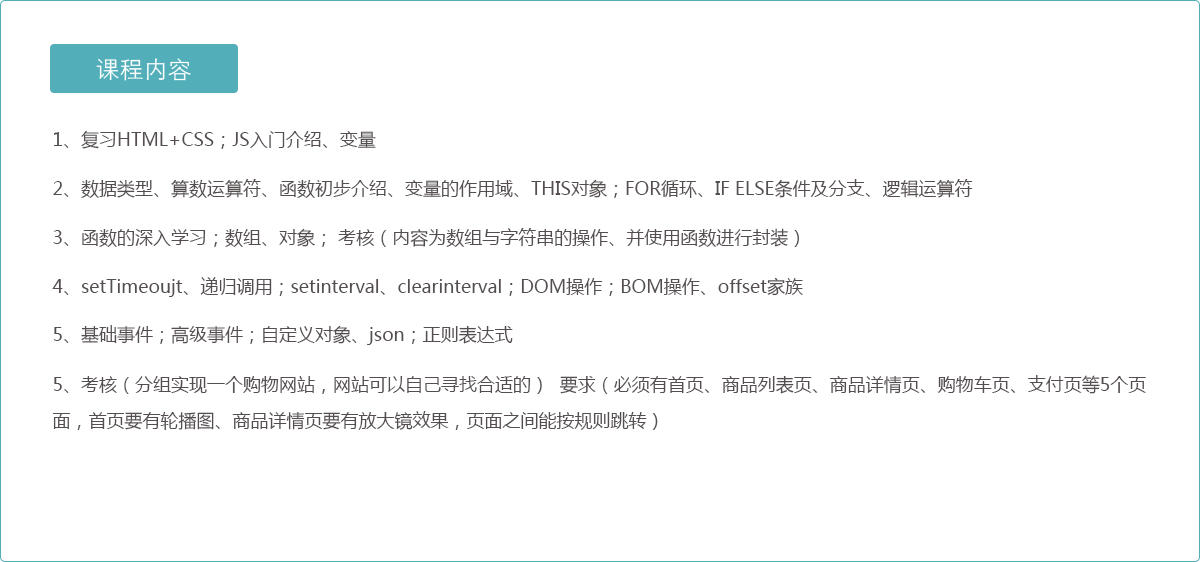 课程内容
1、复习HTML+CSS；JS入门介绍、变量
2、数据类型、算数运算符、函数初步介绍、变量的作用域、THIS对象；FOR循环、IF ELSE条件及分支、逻辑运算符
3、函数的深入学习；数组、对象； 考核（内容为数组与字符串的操作、并使用函数进行封装）
4、setTimeoujt、递归调用；setinterval、clearinterval；DOM操作；BOM操作、offset家族
5、基础事件；高级事件；自定义对象、json；正则表达式
5、考核（分组实现一个购物网站，网站可以自己寻找合适的） 要求（必须有首页、商品列表页、商品详情页、购物车页、支付页等5个页
面，首页要有轮播图、商品详情页要有放大镜效果，页面之间能按规则跳转）